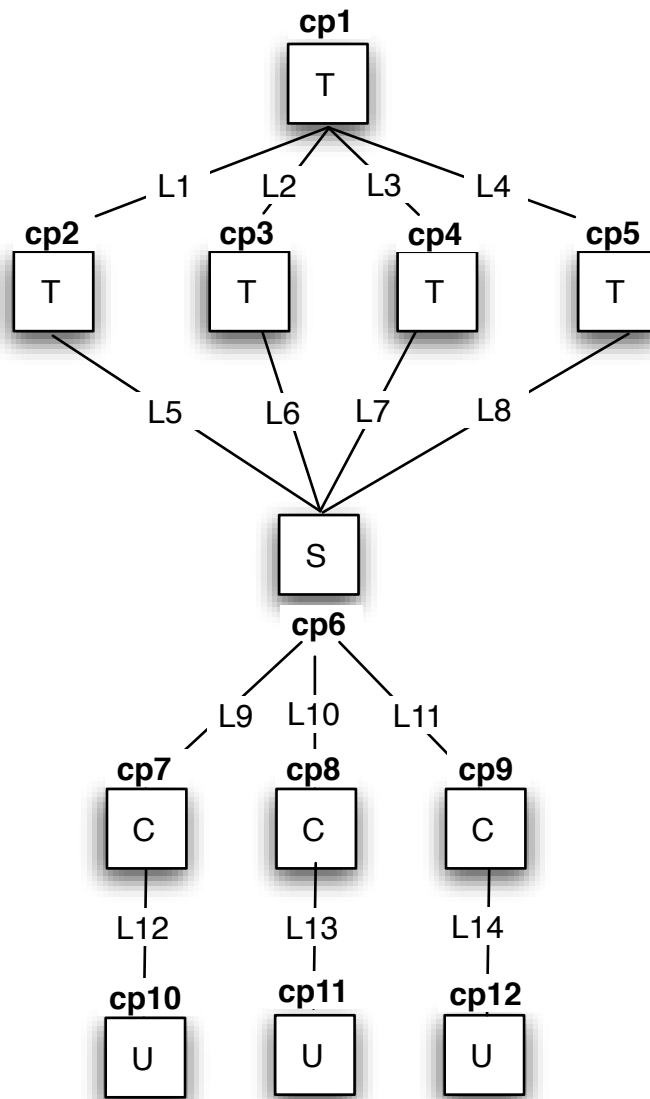 cp1
T
L1 L2 L3 L4
cp2 cp3 cp4 cp5
T T T T
L5 L6 L7 L8
S
cp6
L9 L10 L11
cp7 cp8 cp9
C C C
L12 L13 L14
cp10 cp11 cp12
U U U